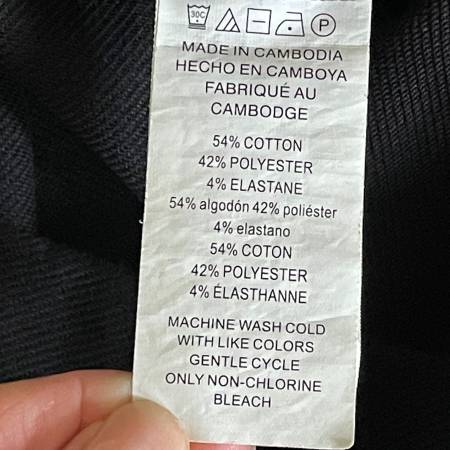 30C P
MADE IN CAMBODIA
HECHO EN CAMBOYA
FABRIQUÉ AU
CAMBODGE
54% COTTON
42% POLYESTER
4% ELASTANE
54% algodón 42% poliéster
4% elastano
54% COTON
42% POLYESTER
4% ÉLASTHANNE
MACHINE WASH COLD
WITH LIKE COLORS
GENTLE CYCLE
ONLY NON-CHLORINE
BLEACH